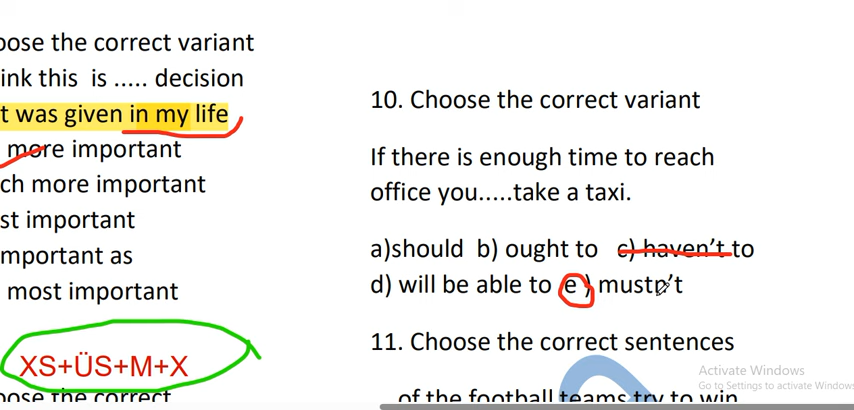 oose the correct variant
ink this is ..... decision
t was given in my life
more important
ch more important
st important
mportant as
most important
XS+ÜS+M+X
oose the correct
10. Choose the correct variant
If there is enough time to reach
office you.....take a taxi.
a)should b) ought to c) haven't to
d) will be able to e ) mustn't
11. Choose the correct sentences
... of the football teams try to win
Activate Windows
Go to Settings to activate Windows